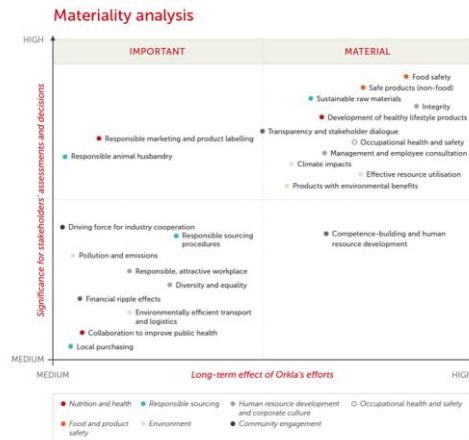 Materiality analysis
HIGH
IMPORTANT
MATERIAL
Food safety
Safe products (non-food)
Sustainable raw materials
Integrity
Development of healthy lifestyle products
Transparency and stakeholder dialogue
Responsible marketing and product labelling
Occupational health and safety
Management and employee consultation
Responsible animal husbandry
Climate impacts
Effective resource utilisation
Products with environmental benefits
Significance for stakeholders' assessments and decisions
Driving force for industry cooperation
Responsible sourcing
procedures
Competence-building and human
resource development
Pollution and emissions
Responsible, attractive workplace
Diversity and equality
Financial ripple effects
Environmentally efficient transport
and logistics
Collaboration to improve public health
Local purchasing
MEDIUM
MEDIUM
Long-term effect of Orkla's efforts
HIGH
Nutrition and health
Responsible sourcing
Human resource development
and corporate culture
Occupational health and safety
Food and product
safety
Environment
Community engagement